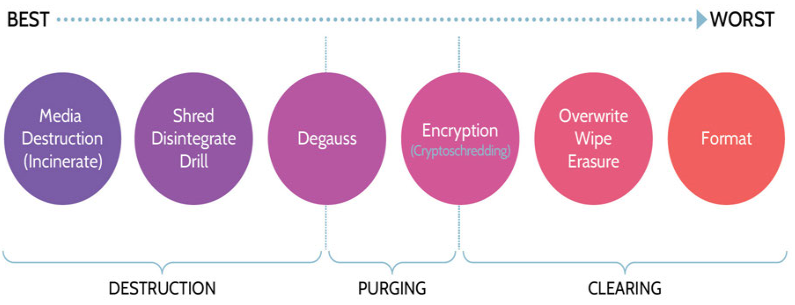 BEST
WORST
Media
Destruction
(Incinerate)
Shred
Disintegrate
Drill
Degauss
Encryption
(Cryptoschredding)
Overwrite
Wipe
Erasure
Format
DESTRUCTION
PURGING
CLEARING